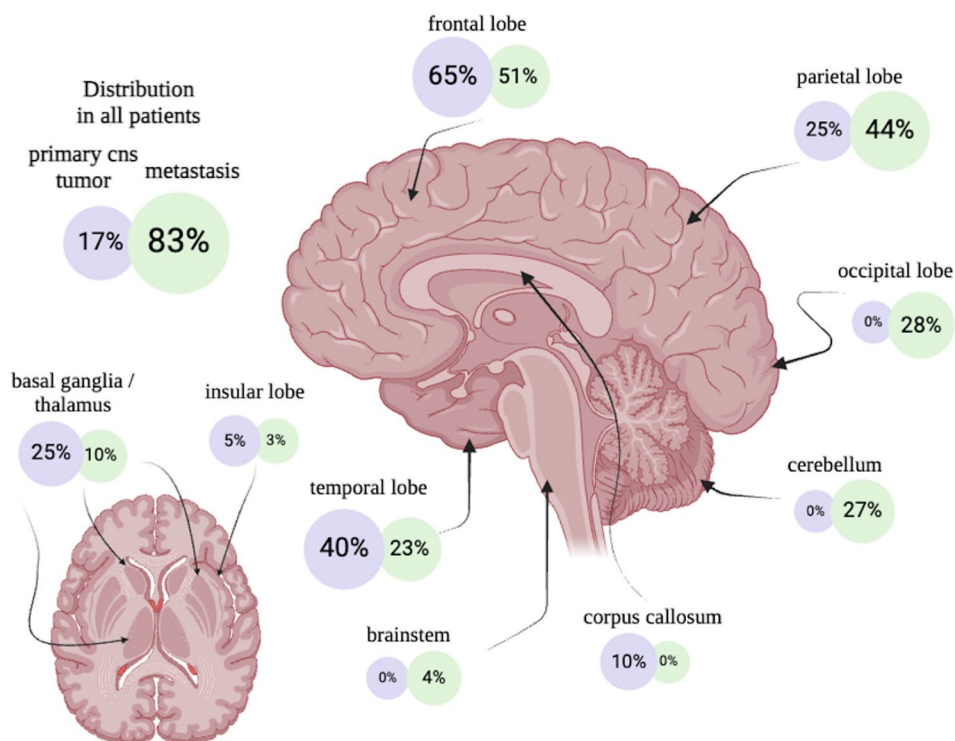 frontal lobe
65% 51%
Distribution
in all patients
primary cns
tumor
metastasis
17% 83%
parietal lobe
25% 44%
occipital lobe
0% 28%
basal ganglia /
thalamus
25% 10%
insular lobe
5% 3%
temporal lobe
40% 23%
cerebellum
0% 27%
brainstem
0% 4%
corpus callosum
10% 0%